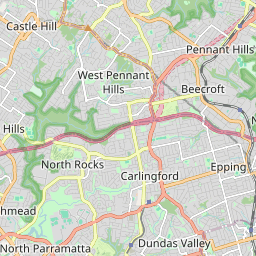 Castle Hill
Pennant Hills
West Pennant
Hills
Beecroft
Hills
N
North Rocks
Epping
Carlingford
hmead
North Parramatta
Dundas Valley